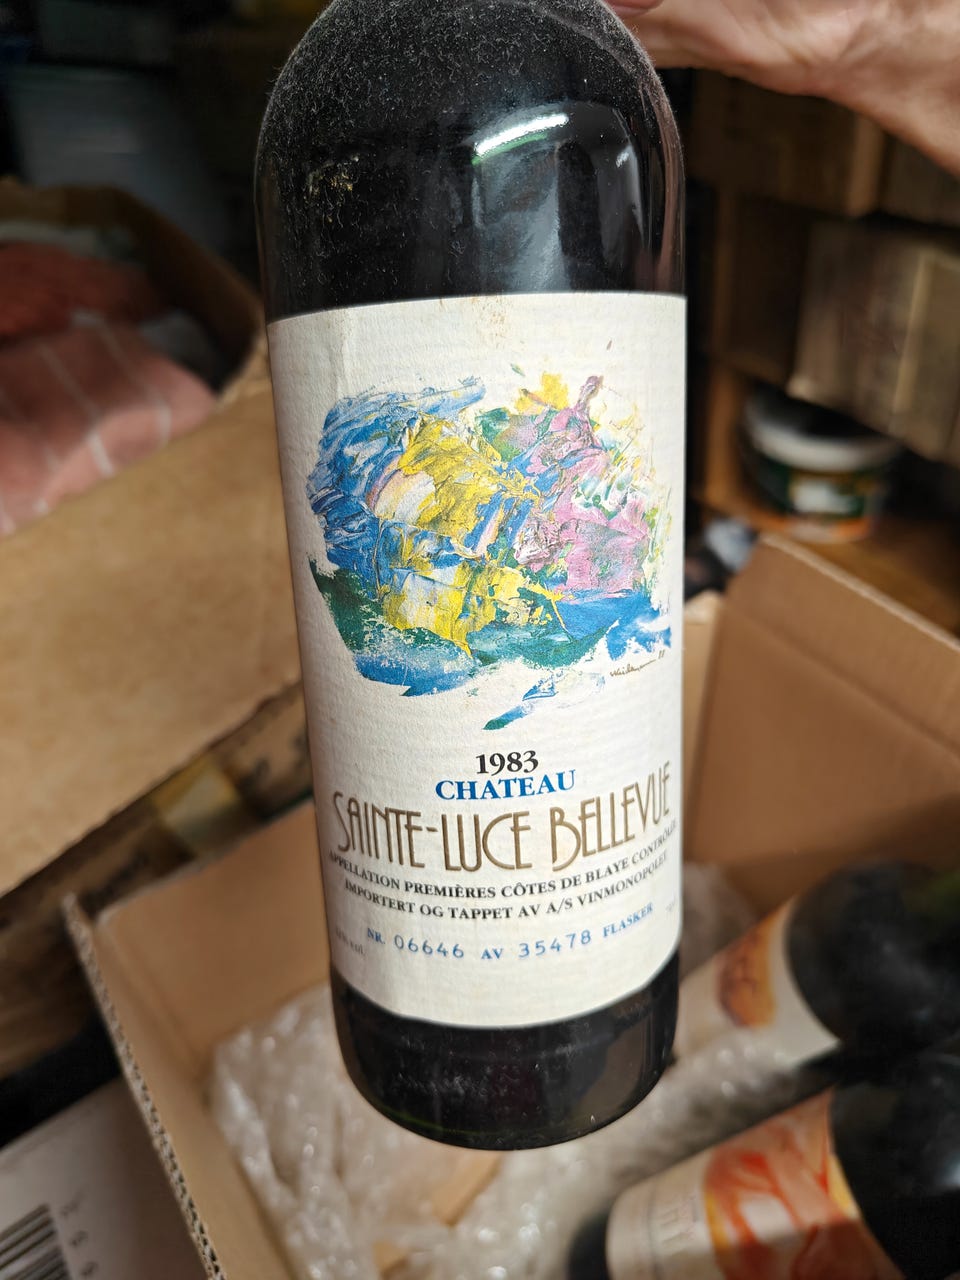 1983
CHATEAU
SAINTE-LUCE BELLEVUE
APPELLATION PREMIÈRES CÔTES DE BLAYE CONTRÔLÉE
IMPORTERT OG TAPPET AV A/S VINMONOPOLET
NR. 06646 AV 35478 FLASKER